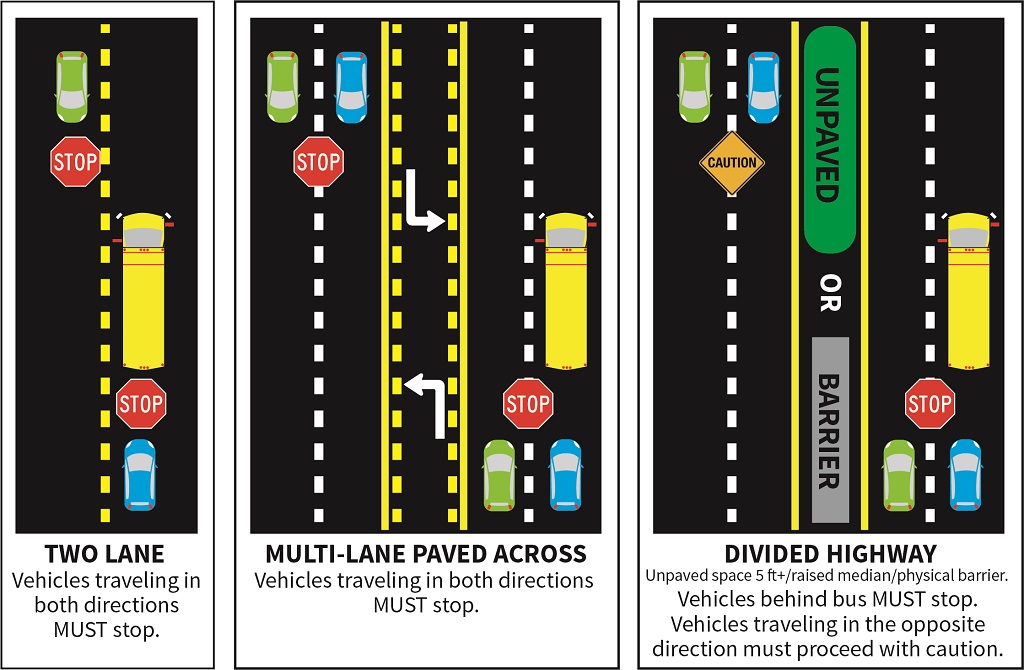 STOP
STOP
TWO LANE
Vehicles traveling in
both directions
MUST stop.
STOP
STOP
MULTI-LANE PAVED ACROSS
Vehicles traveling in both directions
MUST stop.
UNPAVED
CAUTION
OR
BARRIER
STOP
DIVIDED HIGHWAY
Unpaved space 5 ft+/raised median/physical barrier.
Vehicles behind bus MUST stop.
Vehicles traveling in the opposite
direction must proceed with caution.